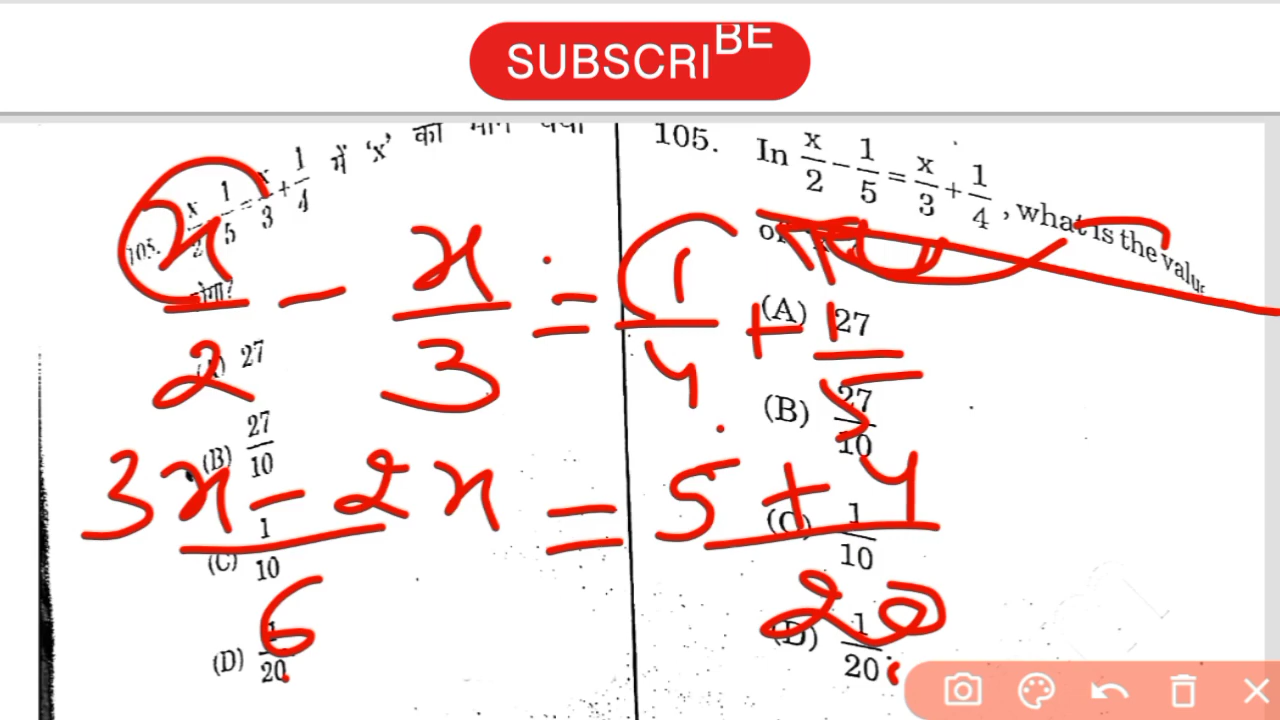 SUBSCRIBE
105. x/2 - 1/5 = x/3 + 1/4 में 'x' का मान क्या
होगा?
(A) 27
(B) 27/10
(C) 1/10
(D) 1/20
105. In x/2 - 1/5 = x/3 + 1/4, what is the value
of
(A) 27
(B) 27/10
(C) 1/10
(D) 1/20
x/2 - x/3 = 1/4 + 1/5
3x - 2x / 6 = 5 + 4 / 20